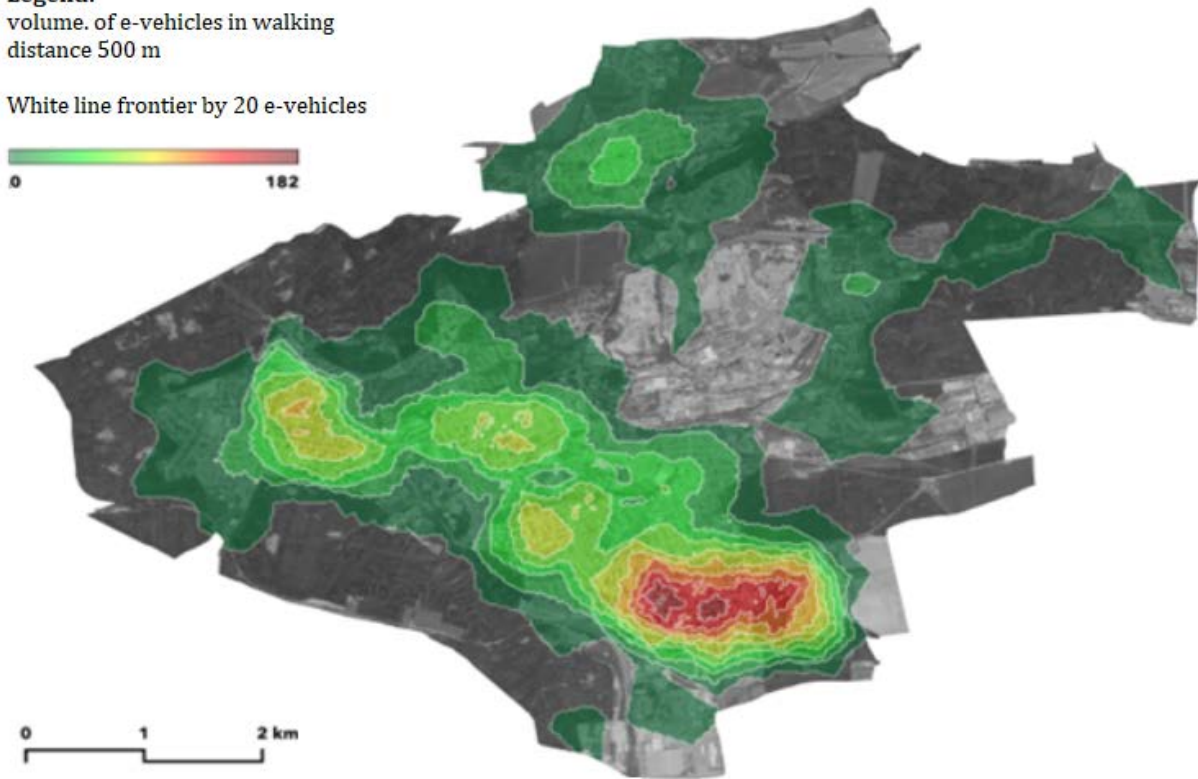 Legend:
volume. of e-vehicles in walking
distance 500 m
White line frontier by 20 e-vehicles
0 182
0 1 2 km